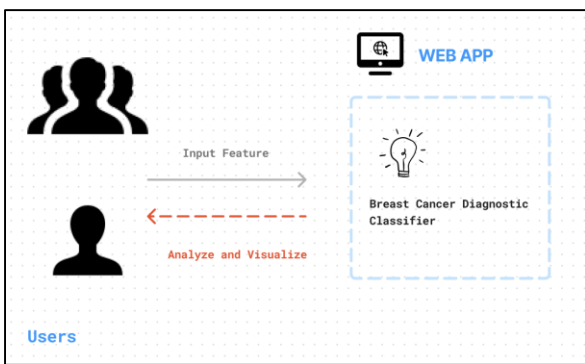 WEB APP
Input Feature
Breast Cancer Diagnostic
Classifier
Analyze and Visualize
Users